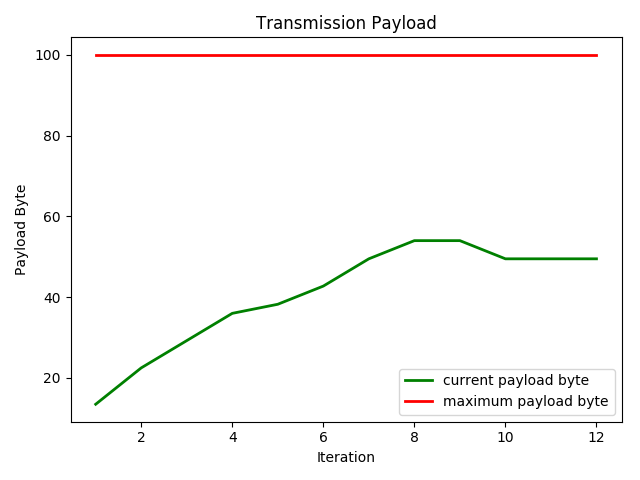 Transmission Payload
100
80
60
40
20
Payload Byte
2 4 6 8 10 12
Iteration
current payload byte
maximum payload byte